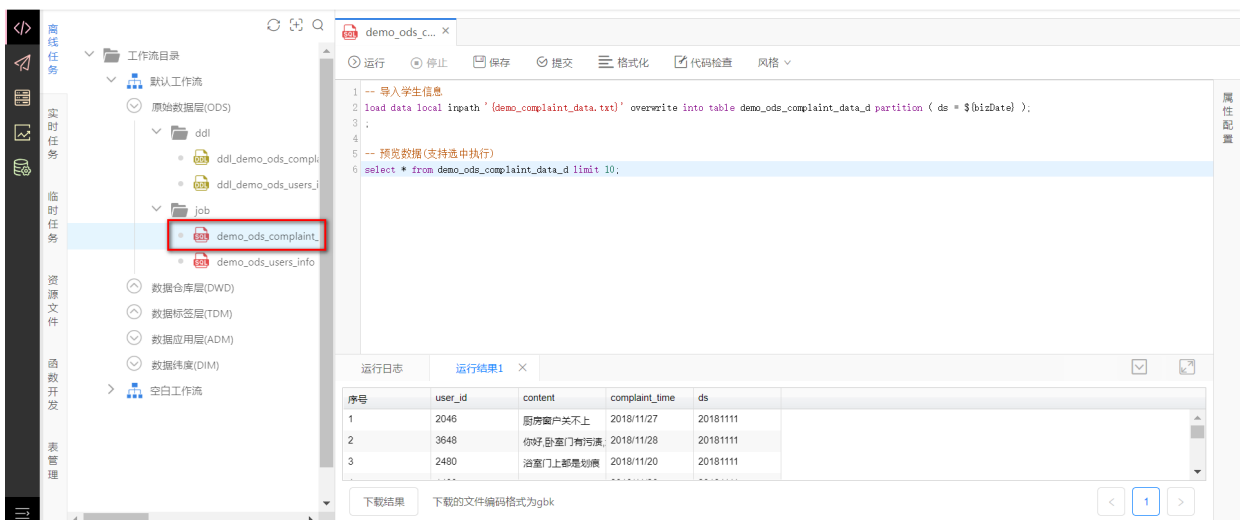 离线任务
实时任务
临时任务
资源文件
函数开发
表管理
工作流目录
默认工作流
原始数据层(ODS)
ddl
ddl_demo_ods_compl
ddl_demo_ods_users_i
job
demo_ods_complaint_
demo_ods_users_info
数据仓库层(DWD)
数据标签层(TDM)
数据应用层(ADM)
数据纬度(DIM)
空白工作流
demo_ods_c... ×
运行 停止 保存 提交 格式化 代码检查 风格
1 -- 导入学生信息
2 load data local inpath '{demo_complaint_data.txt}' overwrite into table demo_ods_complaint_data_d partition ( ds = ${bizDate} );
3 ;
4
5 -- 预览数据(支持选中执行)
6 select * from demo_ods_complaint_data_d limit 10;
属性配置
运行日志 运行结果1 ×
序号 user_id content complaint_time ds
1 2046 厨房窗户关不上 2018/11/27 20181111
2 3648 你好,卧室门有污渍, 2018/11/28 20181111
3 2480 浴室门上都是划痕 2018/11/20 20181111
下载结果 下载的文件编码格式为gbk
< 1 >